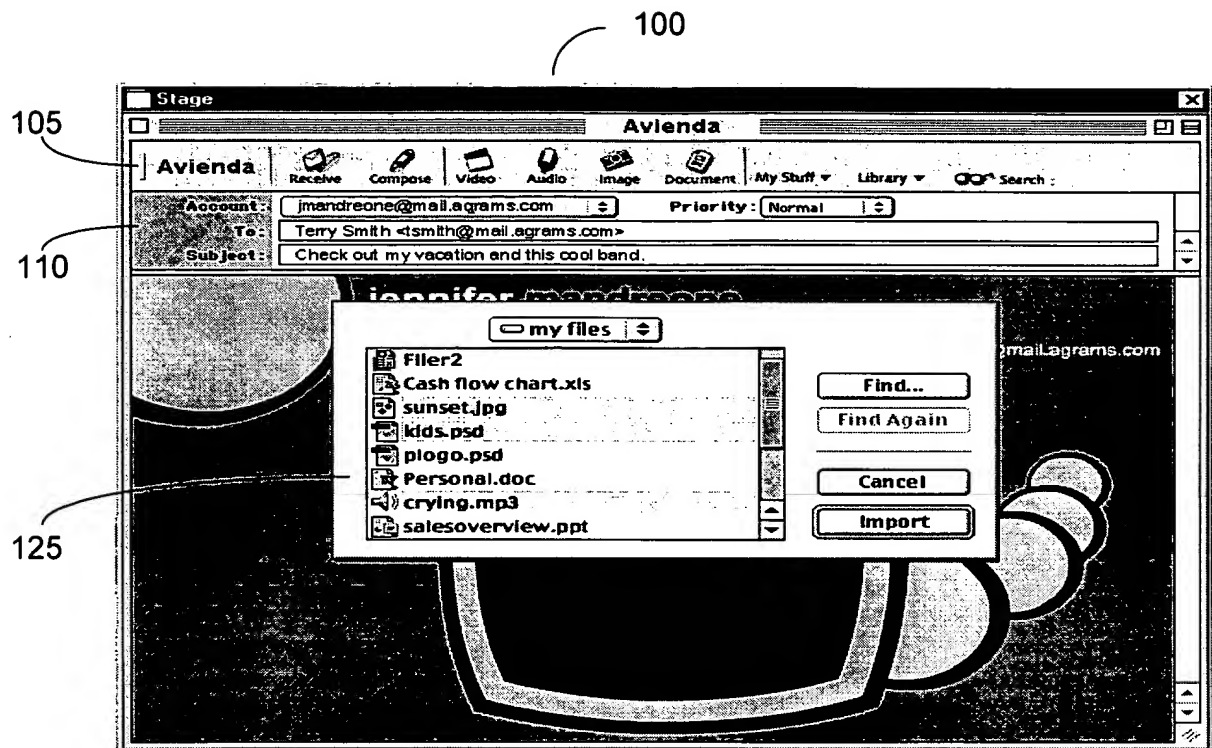 100
Stage
105
Avienda
Avienda
Receive Compose Video Audio Image Document My Stuff Library Search
Account: jmandreone@mail.agrams.com Priority: Normal
110
To: Terry Smith <tsmith@mail.agrams.com>
Subject: Check out my vacation and this cool band.
jennifer mandreone
my files
@mail.agrams.com
Filer2
Cash flow chart.xls
Find...
sunset.jpg
Find Again
kids.psd
plogo.psd
Personal.doc
Cancel
125
crying.mp3
salesoverview.ppt
Import